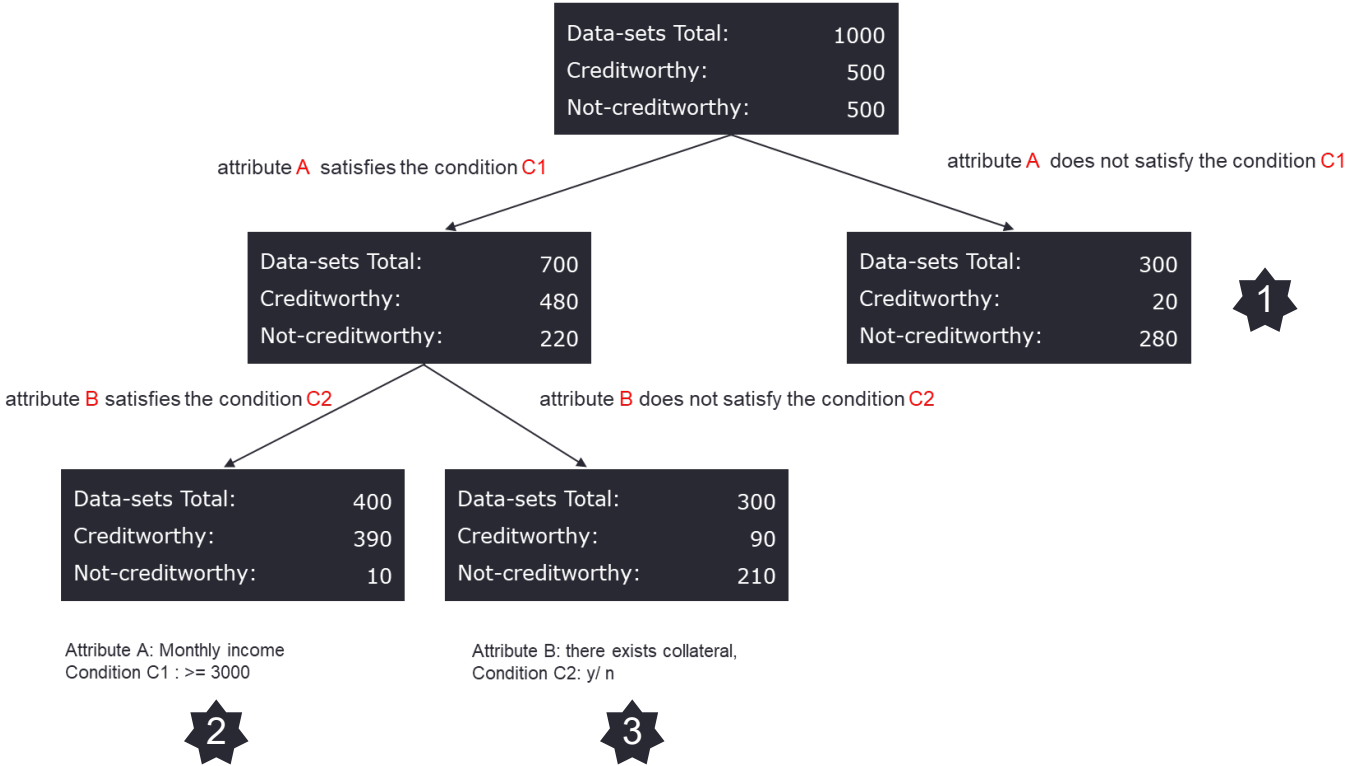 Data-sets Total: 1000
Creditworthy: 500
Not-creditworthy: 500
attribute A satisfies the condition C1
attribute A does not satisfy the condition C1
Data-sets Total: 700
Creditworthy: 480
Not-creditworthy: 220
Data-sets Total: 300
Creditworthy: 20
Not-creditworthy: 280
1
attribute B satisfies the condition C2
attribute B does not satisfy the condition C2
Data-sets Total: 400
Creditworthy: 390
Not-creditworthy: 10
Data-sets Total: 300
Creditworthy: 90
Not-creditworthy: 210
Attribute A: Monthly income
Condition C1 : >= 3000
Attribute B: there exists collateral,
Condition C2: y/ n
2
3